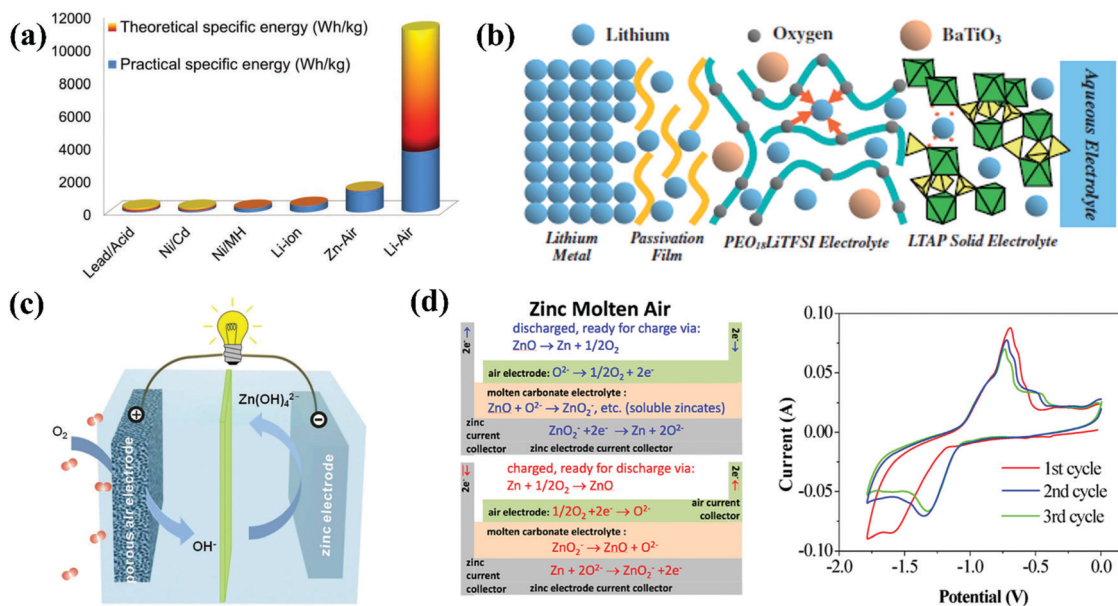 (a)
12000
10000
8000
6000
4000
2000
0
Theoretical specific energy (Wh/kg)
Practical specific energy (Wh/kg)
Lead/Acid
Ni/Cd
Ni/MH
Li-ion
Zn-Air
Li-Air
(b)
Lithium
Oxygen
BaTiO3
Aqueous Electrolyte
Lithium
Metal
Passivation
Film
PEO18LiTFSI Electrolyte
LTAP Solid Electrolyte
(c)
Zn(OH)4²⁻
+
−
O2
porous air electrode
zinc electrode
OH⁻
(d)
Zinc Molten Air
2e⁻→
discharged, ready for charge via:
ZnO → Zn + 1/2O2
2e⁻→
air electrode: O²⁻ → 1/2O2 + 2e⁻
molten carbonate electrolyte :
ZnO + O²⁻ → ZnO2⁻, etc. (soluble zincates)
zinc
current
collector
ZnO2⁻ +2e⁻ → Zn + 2O²⁻
zinc electrode current collector
2e⁻←
charged, ready for discharge via:
Zn + 1/2O2 → ZnO
2e⁻→
air current
collector
air electrode: 1/2O2 +2e⁻ → O²⁻
molten carbonate electrolyte :
ZnO2⁻ → ZnO + O²⁻
Zn + 2O²⁻ → ZnO2⁻ +2e⁻
zinc
current
collector
zinc electrode current collector
Current (A)
0.10
0.05
0.00
-0.05
-0.10
1st cycle
2nd cycle
3rd cycle
-2.0
-1.5
-1.0
-0.5
0.0
Potential (V)